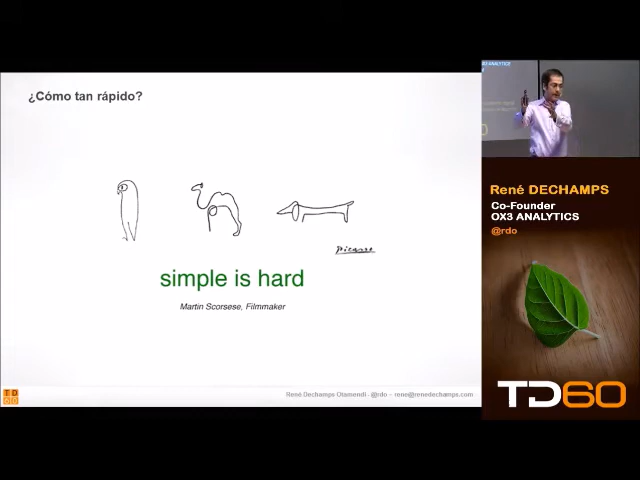 ¿Cómo tan rápido?
Picasso
simple is hard
Martin Scorsese, Filmmaker
René Dechamps Otamendi - @rdo – rene@renedechamps.com
TD
René DECHAMPS
Co-Founder
OX3 ANALYTICS
@rdo
TD60